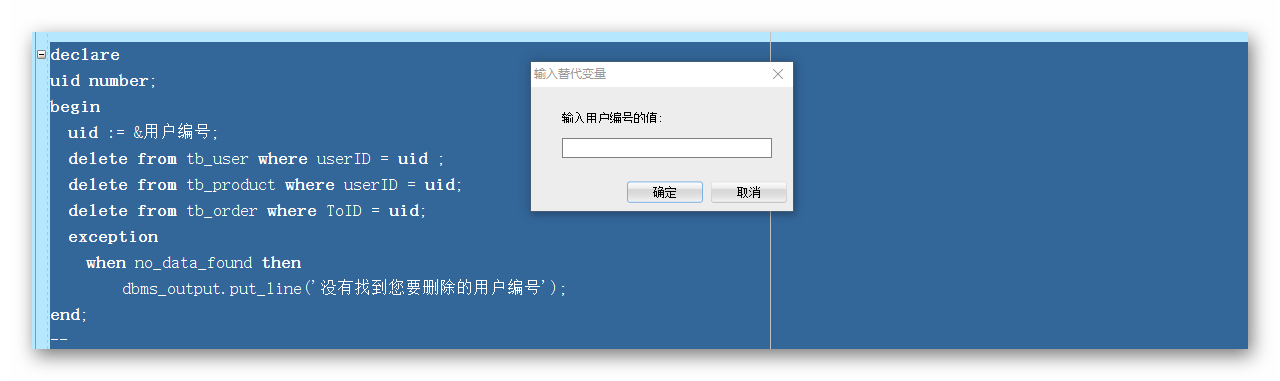 declare
uid number;
begin
uid := &用户编号;
delete from tb_user where userID = uid ;
delete from tb_product where userID = uid;
delete from tb_order where ToID = uid;
exception
when no_data_found then
dbms_output.put_line('没有找到您要删除的用户编号');
end;
--
输入替代变量
输入用户编号的值:
确定
取消